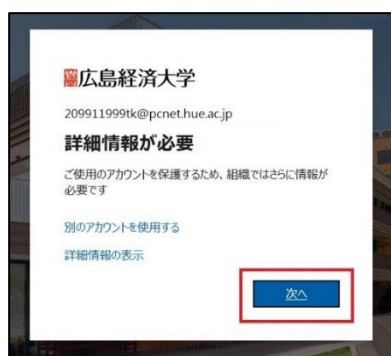 広島経済大学
209911999tk@pcnet.hue.ac.jp
詳細情報が必要
ご使用のアカウントを保護するため、組織ではさらに情報が
必要です
別のアカウントを使用する
詳細情報の表示
次へ